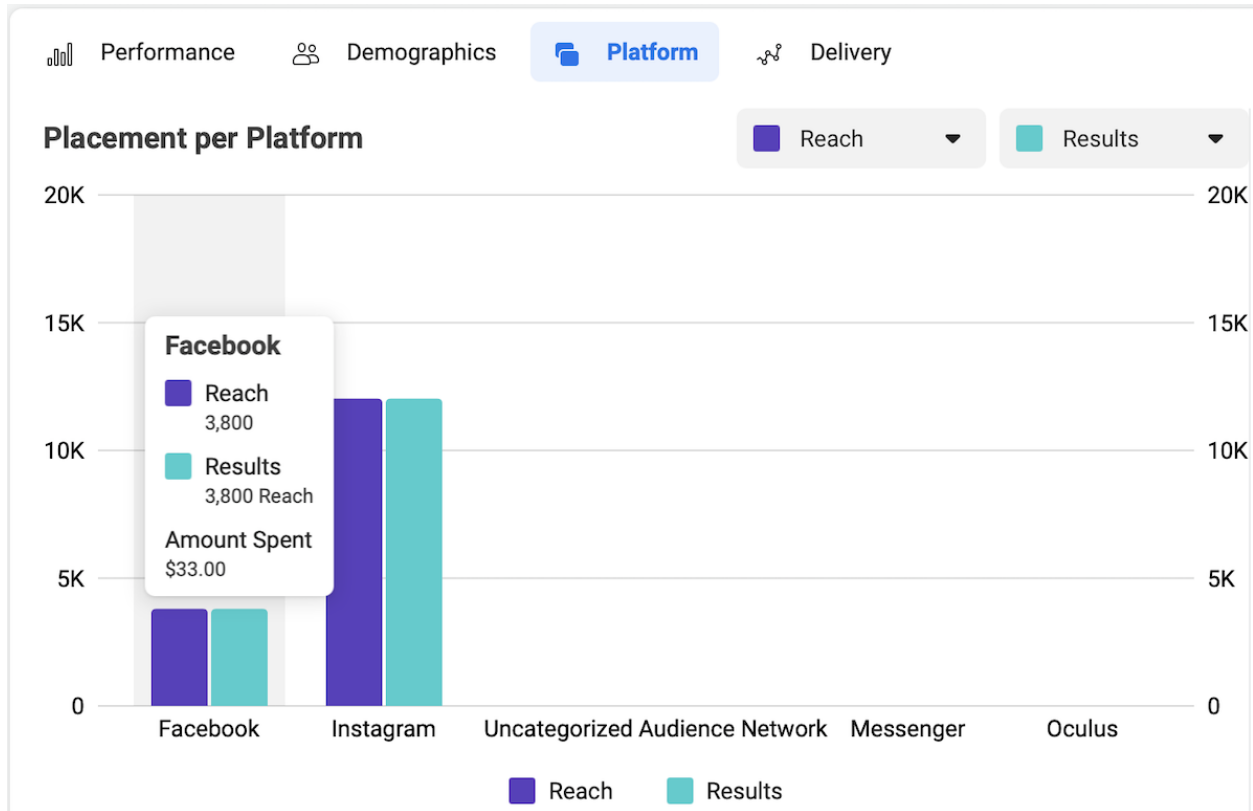 Performance
Demographics
Platform
Delivery
Placement per Platform
Reach
Results
20K
20K
15K
15K
Facebook
Reach
3,800
Results
3,800 Reach
Amount Spent
$33.00
10K
10K
5K
5K
0
0
Facebook
Instagram
Uncategorized
Audience Network
Messenger
Oculus
Reach
Results